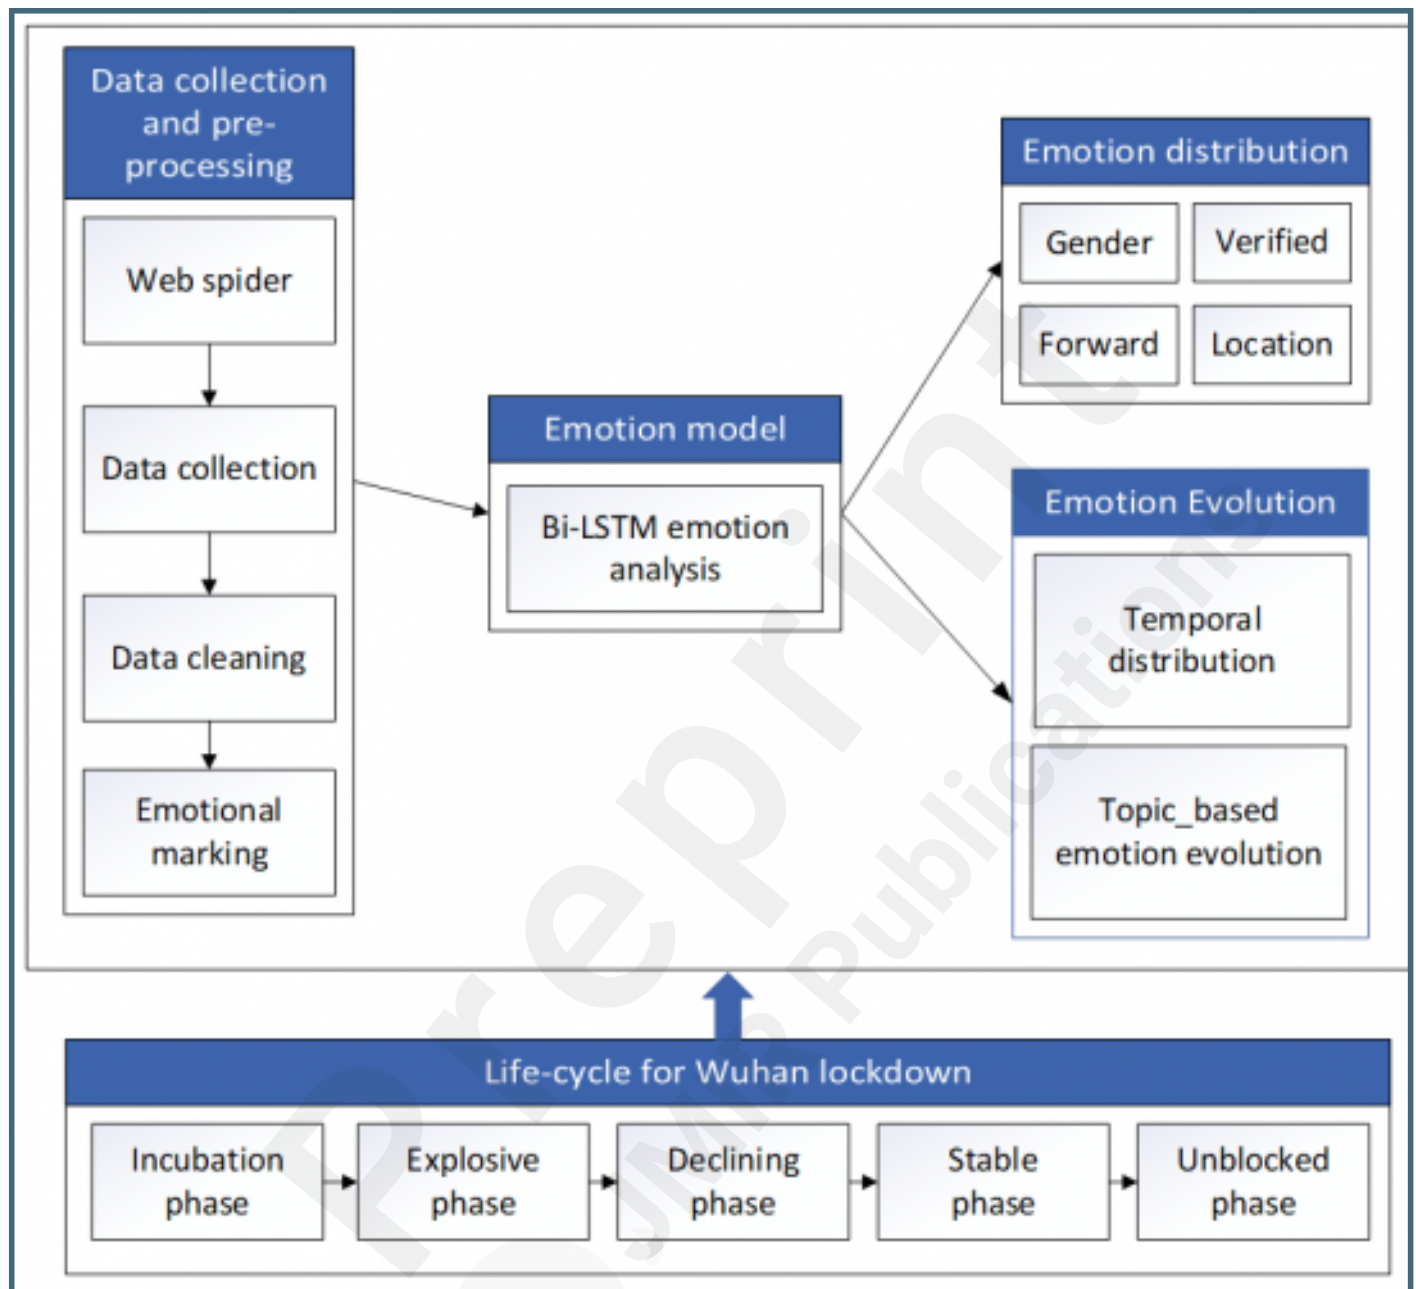 Data collection
and pre-
processing
Web spider
Data collection
Data cleaning
Emotional
marking
Emotion model
Bi-LSTM emotion
analysis
Emotion distribution
Gender
Verified
Forward
Location
Emotion Evolution
Temporal
distribution
Topic_based
emotion evolution
Life-cycle for Wuhan lockdown
Incubation
phase
Explosive
phase
Declining
phase
Stable
phase
Unblocked
phase
Preprint
JMIR Publications